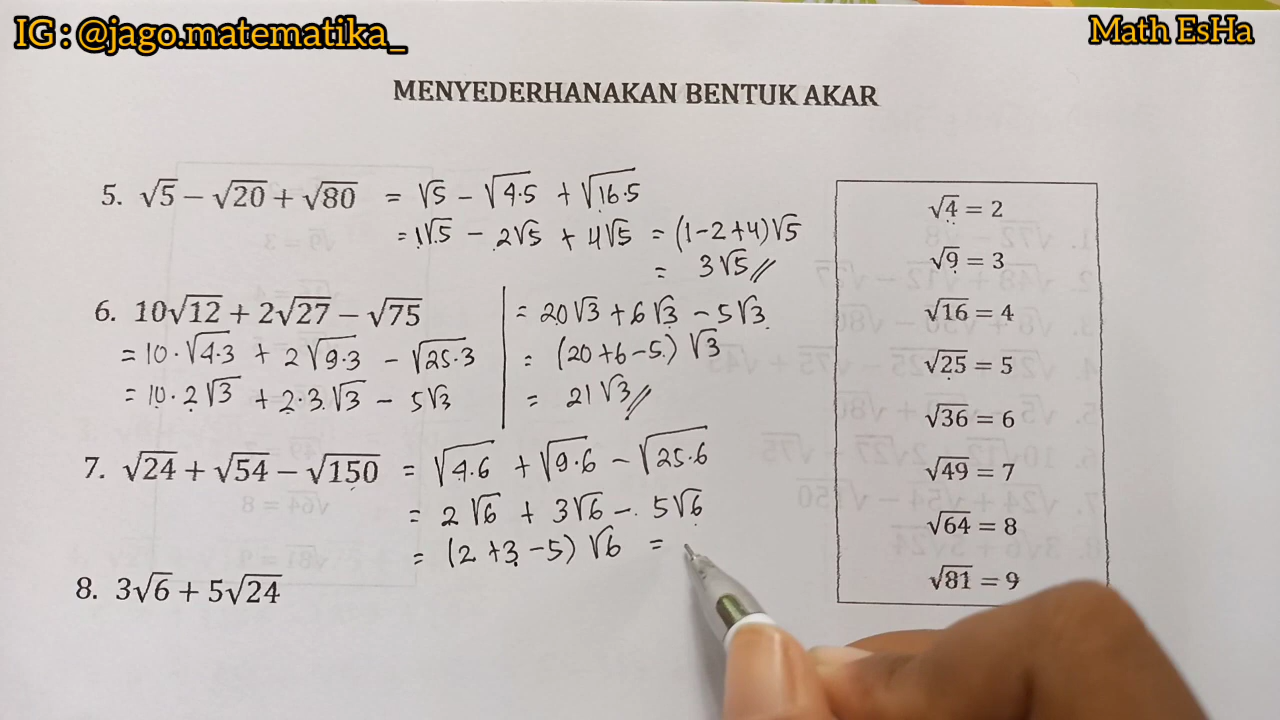 IG : @jago.matematika_
Math EsHa
MENYEDERHANAKAN BENTUK AKAR
5. √5 − √20 + √80 = √5 − √4·5 + √16·5
= 1√5 − 2√5 + 4√5 = (1−2+4)√5
= 3√5 //
6. 10√12 + 2√27 − √75
= 10·√4·3 + 2√9·3 − √25·3
= 10·2√3 + 2·3√3 − 5√3
= 20√3 + 6√3 − 5√3
= (20+6−5)√3
= 21√3 //
7. √24 + √54 − √150 = √4·6 + √9·6 − √25·6
= 2√6 + 3√6 − 5√6
= (2+3−5)√6 =
8. 3√6 + 5√24
√4 = 2
√9 = 3
√16 = 4
√25 = 5
√36 = 6
√49 = 7
√64 = 8
√81 = 9